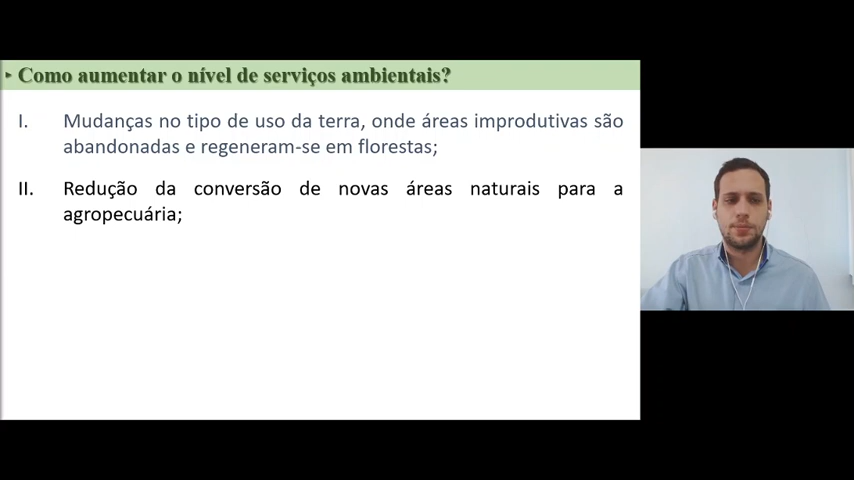 Como aumentar o nível de serviços ambientais?
I. Mudanças no tipo de uso da terra, onde áreas improdutivas são
abandonadas e regeneram-se em florestas;
II. Redução da conversão de novas áreas naturais para a
agropecuária;